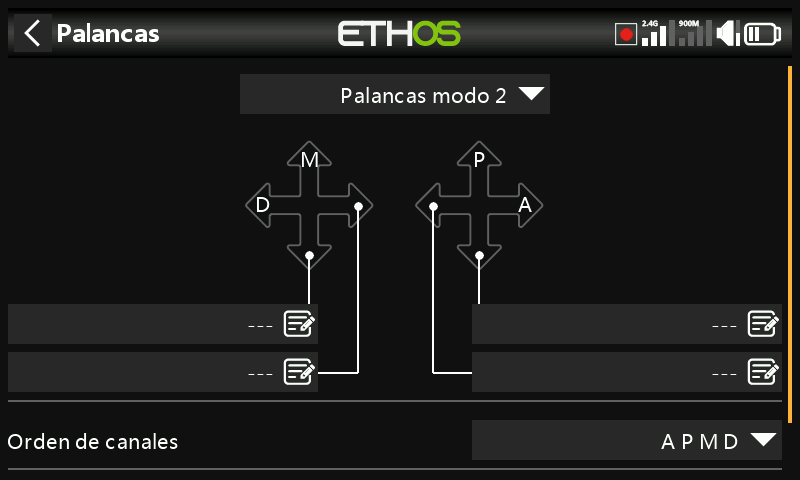 Palancas
ETHOS
2.4G
900M
Palancas modo 2
M
P
D
A
---
---
---
---
Orden de canales
A P M D